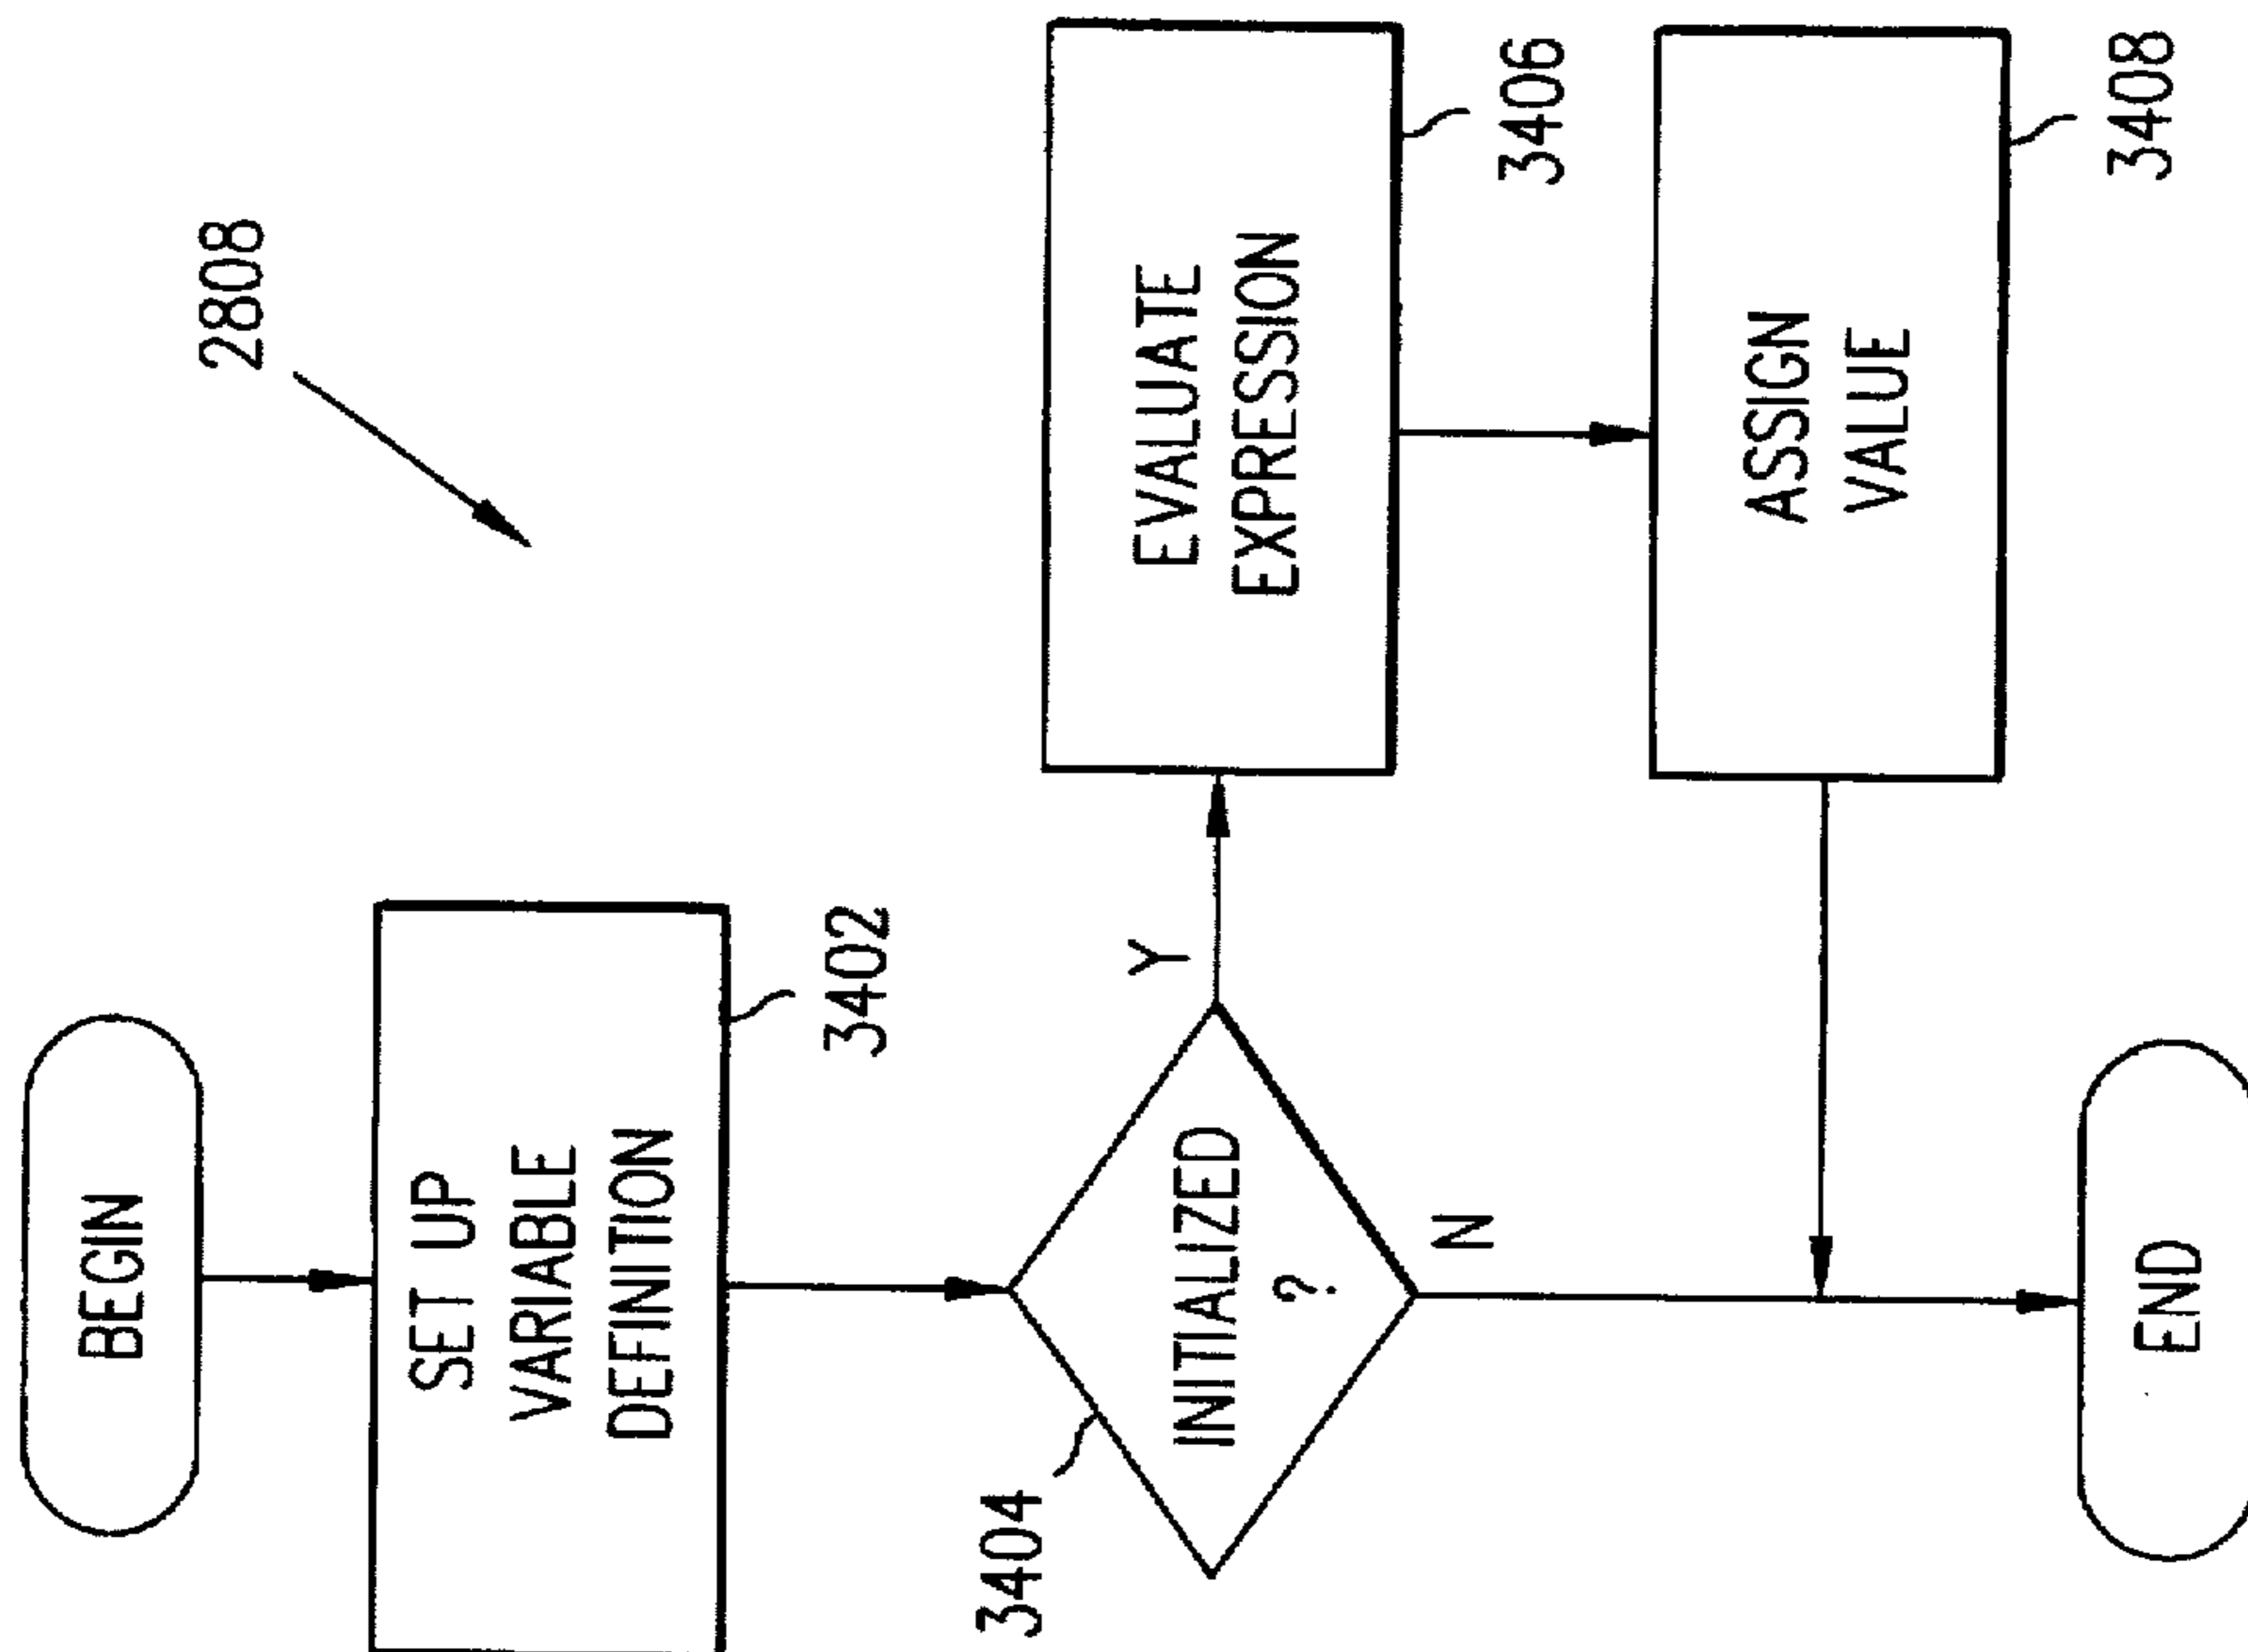 2808
BEGIN
SET UP
VARIABLE
DEFINITION
3402
3404
INITIALIZED
?
Y
N
EVALUATE
EXPRESSION
3406
ASSIGN
VALUE
3408
END